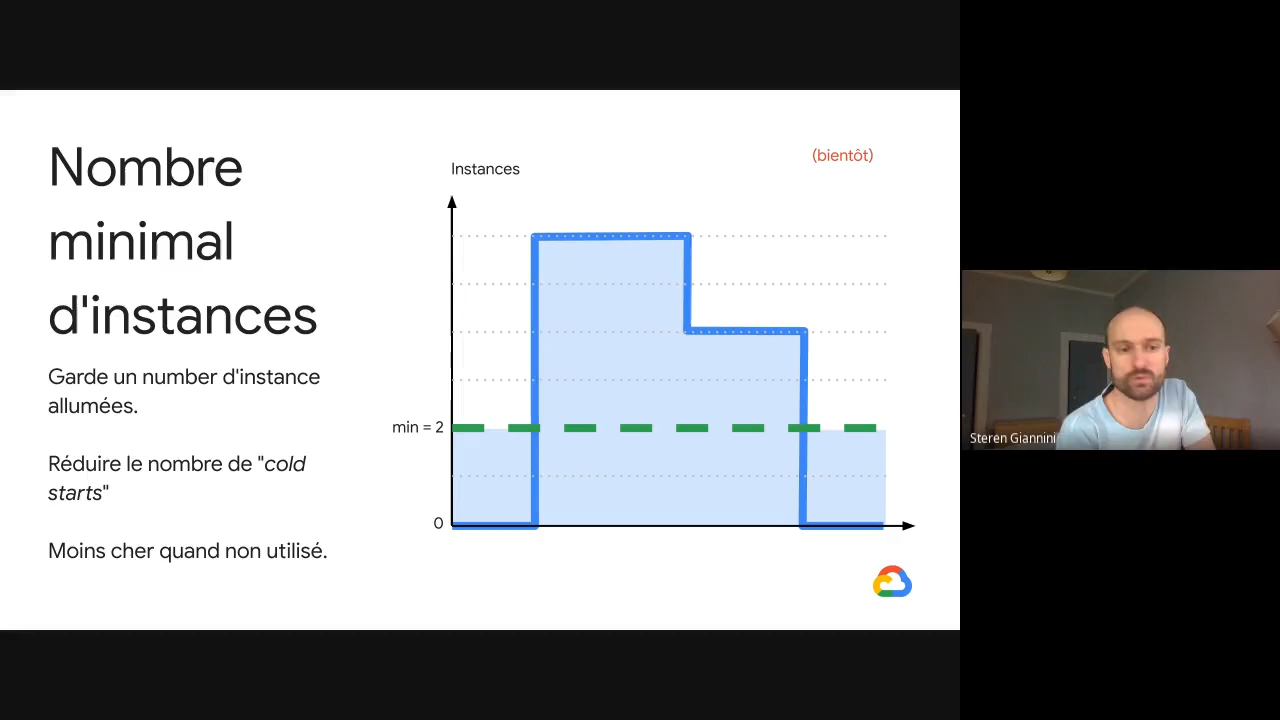 Nombre
minimal
d'instances
Garde un number d'instance
allumées.
Réduire le nombre de "cold
starts"
Moins cher quand non utilisé.
Instances
(bientôt)
min = 2
0
Steren Giannini